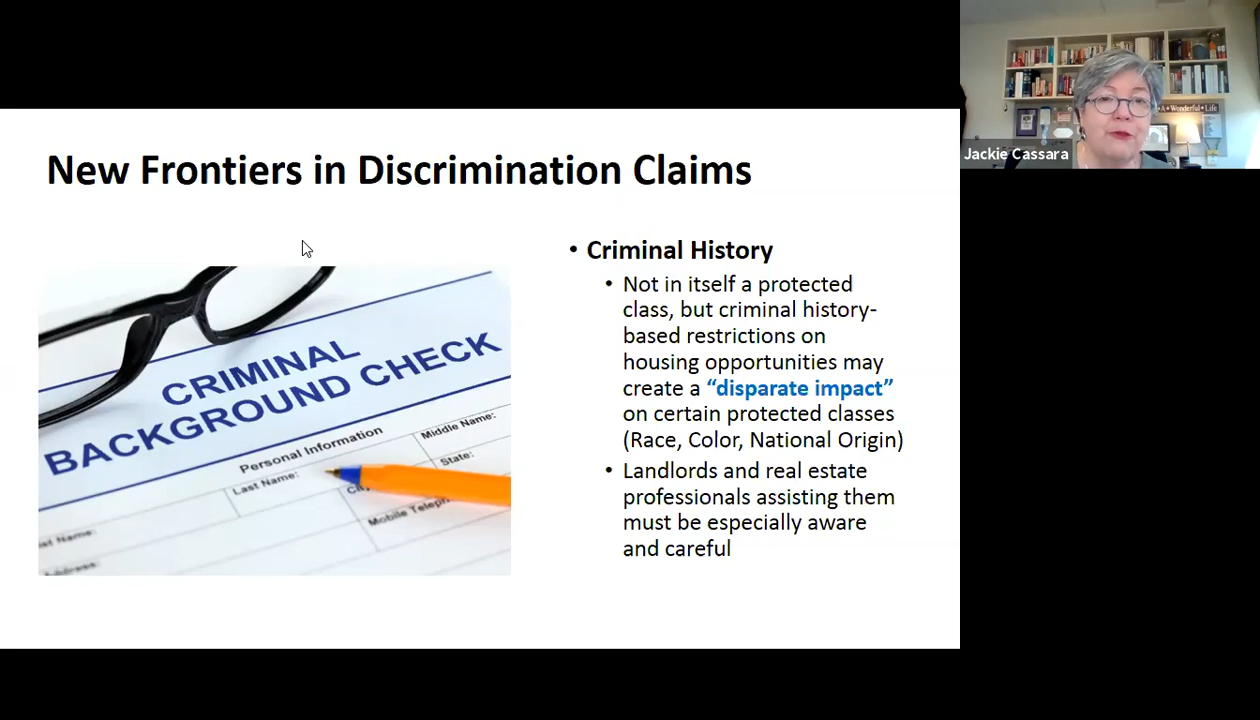 Jackie Cassara
A Wonderful Life
New Frontiers in Discrimination Claims
CRIMINAL
BACKGROUND CHECK
Personal Information
Middle Name:
Last Name:
State:
Mobile
• Criminal History
• Not in itself a protected
class, but criminal history-
based restrictions on
housing opportunities may
create a “disparate impact”
on certain protected classes
(Race, Color, National Origin)
• Landlords and real estate
professionals assisting them
must be especially aware
and careful